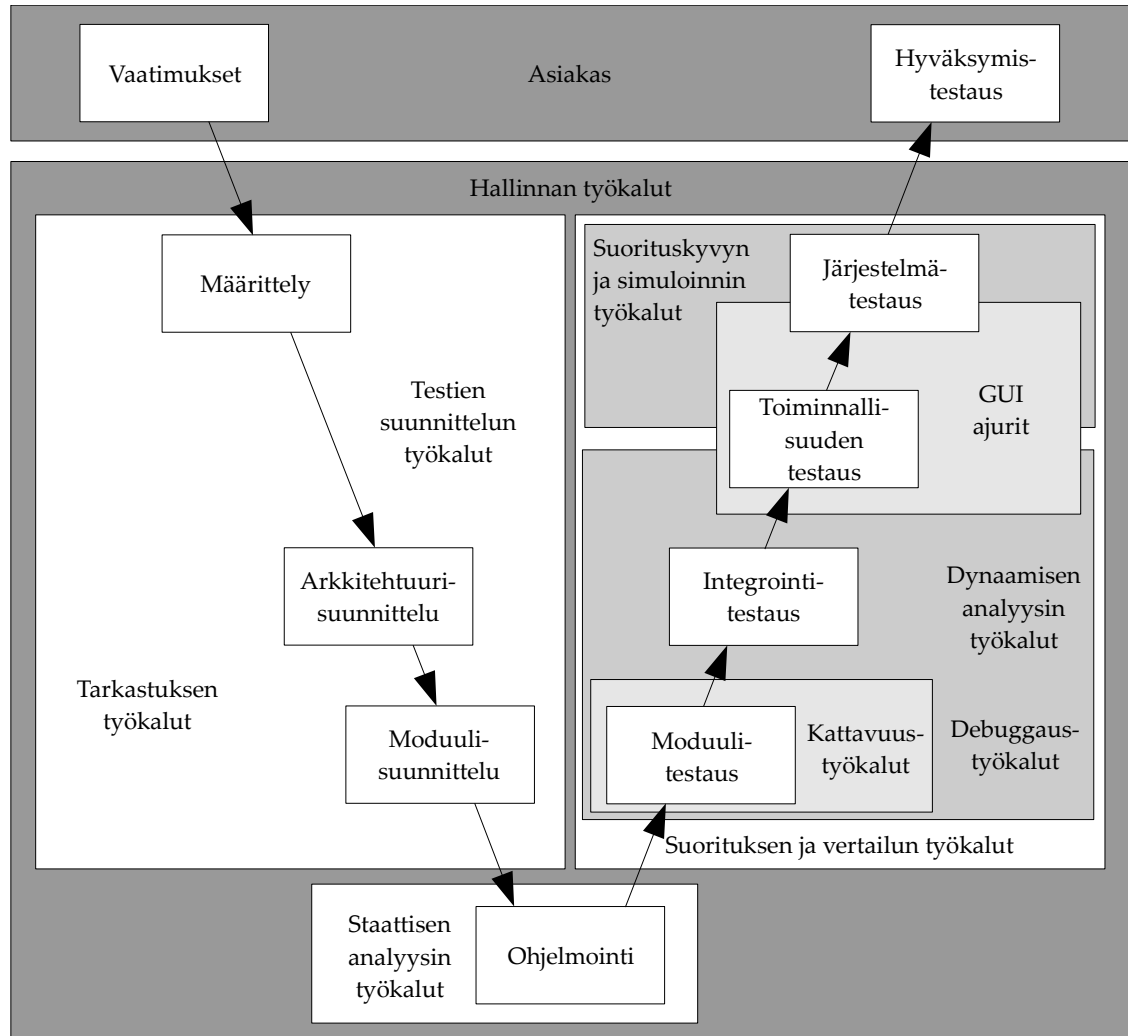 Vaatimukset
Asiakas
Hyväksymis-
testaus
Hallinnan työkalut
Määrittely
Testien
suunnittelun
työkalut
Arkkitehtuuri-
suunnittelu
Tarkastuksen
työkalut
Moduuli-
suunnittelu
Suorituskyvyn
ja simuloinnin
työkalut
Järjestelmä-
testaus
GUI
ajurit
Toiminnalli-
suuden
testaus
Integrointi-
testaus
Dynaamisen
analyysin
työkalut
Moduuli-
testaus
Kattavuus-
työkalut
Debuggaus-
työkalut
Suorituksen ja vertailun työkalut
Staattisen
analyysin
työkalut
Ohjelmointi